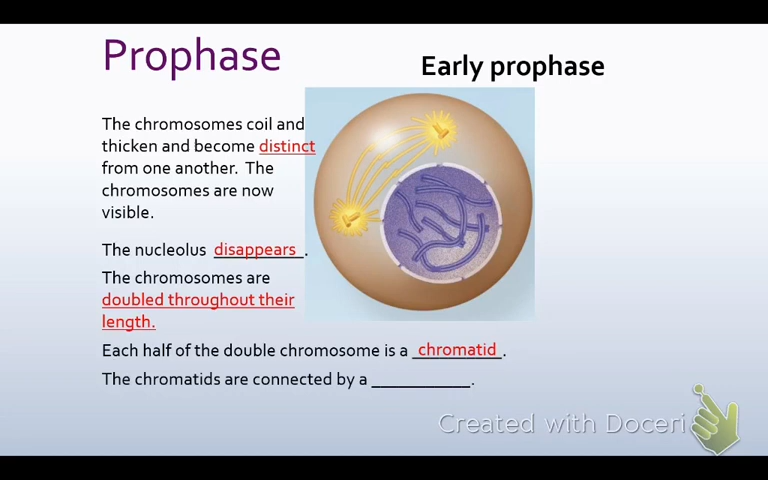 Prophase
Early prophase
The chromosomes coil and
thicken and become distinct
from one another. The
chromosomes are now
visible.
The nucleolus disappears.
The chromosomes are
doubled throughout their
length.
Each half of the double chromosome is a chromatid.
The chromatids are connected by a ___________.
Created with Doceri